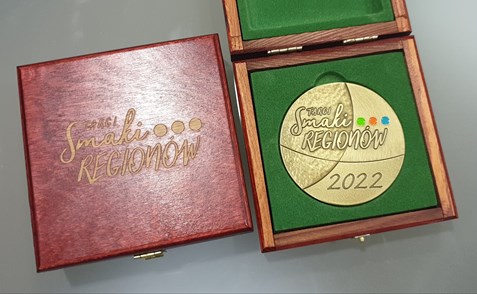 TARGI
Smaki
REGIONÓW
TARGI
Smaki
REGIONÓW
2022